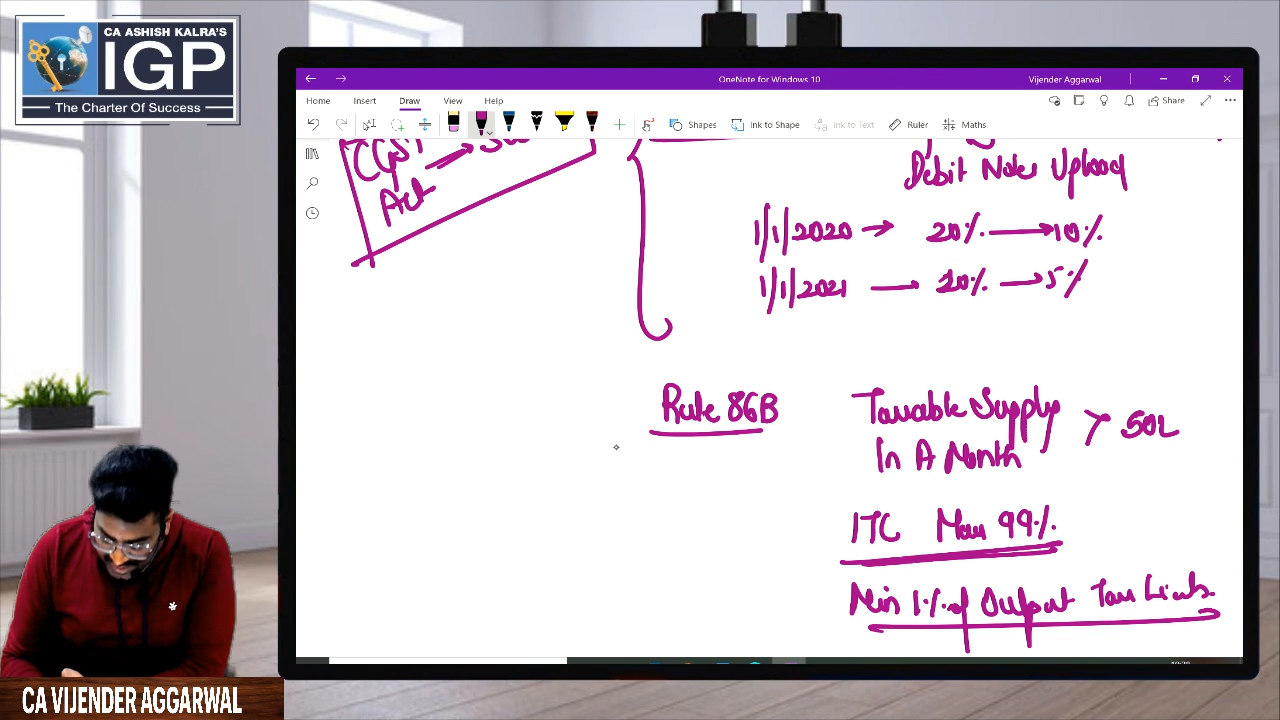 CA ASHISH KALRA'S
IGP
The Charter Of Success
OneNote for Windows 10
Vijender Aggarwal
Home Insert Draw View Help
Share
Shapes Ink to Shape Ink to Text Ruler Maths
CGST
Act
Debit Notes Upload
1/1/2020 → 20% → 10%
1/1/2021 → 10% → 5%
Rule 86B
Taxable Supply
In A Month
> 50L
ITC Max 99%
Min 1% of Output Tax Liab.
CA VIJENDER AGGARWAL